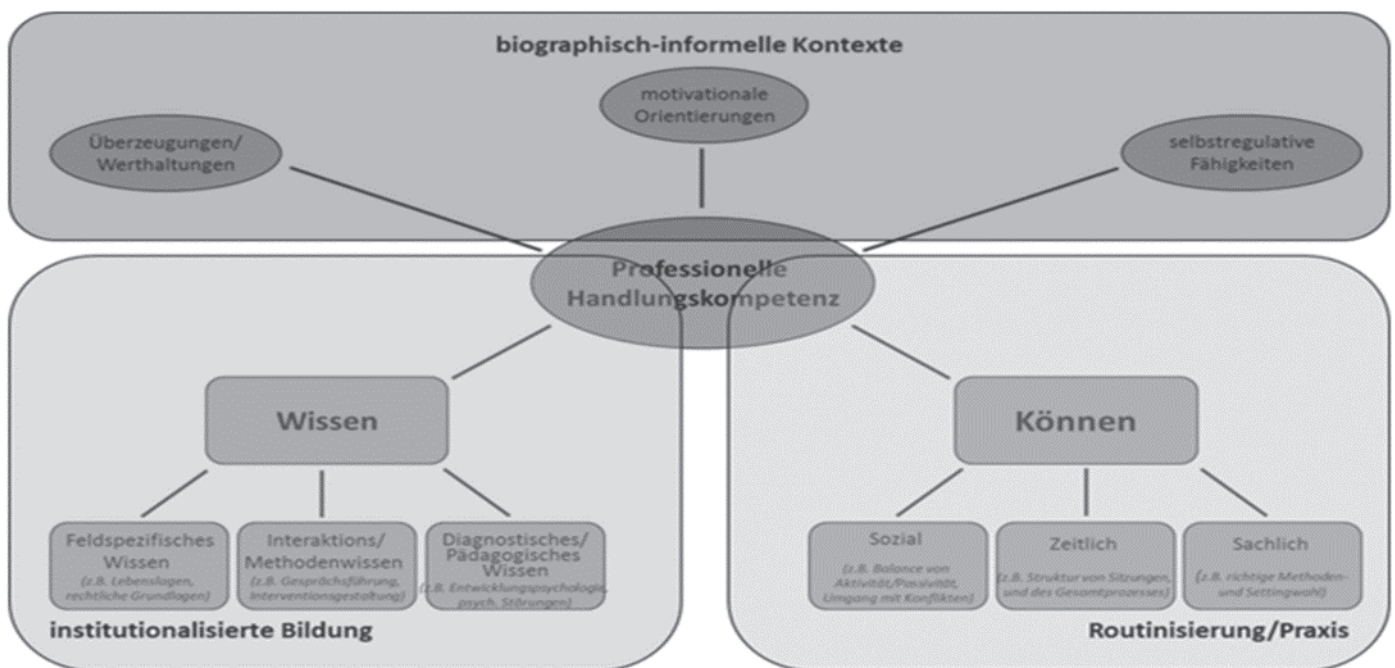 biographisch-informelle Kontexte
motivationale
Orientierungen
Überzeugungen/
Werthaltungen
selbstregulative
Fähigkeiten
Professionelle
Handlungskompetenz
Wissen
Können
Feldspezifisches
Wissen
(z.B. Lebenslagen,
rechtliche Grundlagen)
Interaktions/
Methodenwissen
(z.B. Gesprächsführung,
Interventionsgestaltung)
Diagnostisches/
Pädagogisches
Wissen
(z.B. Entwicklungspsychologie,
psych. Störungen)
Sozial
(z.B. Balance von
Aktivität/Passivität,
Umgang mit Konflikten)
Zeitlich
(z.B. Struktur von Sitzungen,
und des Gesamtprozesses)
Sachlich
(z.B. richtige Methoden-
und Settingwahl)
institutionalisierte Bildung
Routinisierung/Praxis